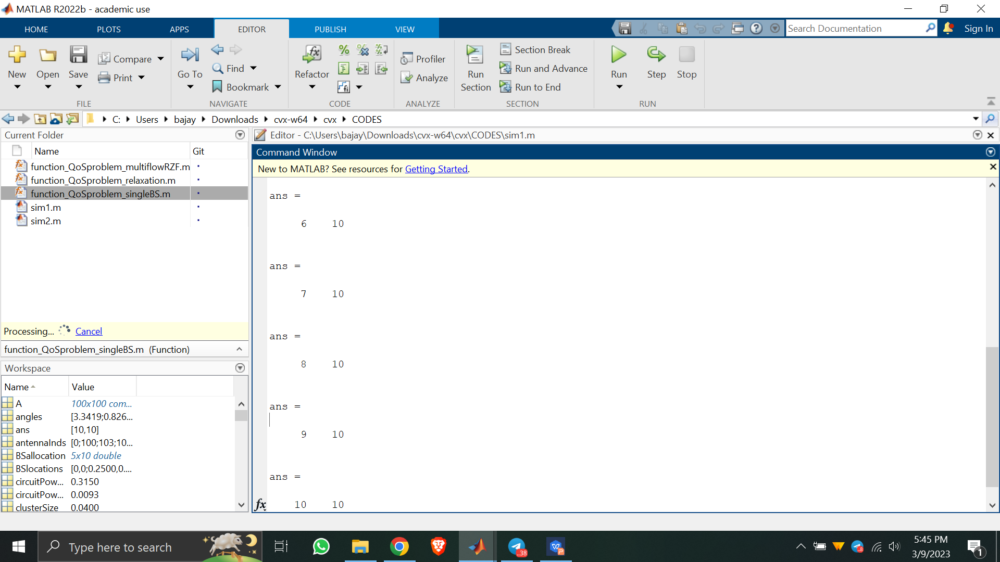 MATLAB R2022b - academic use
HOME PLOTS APPS EDITOR PUBLISH VIEW
Search Documentation
Sign In
New Open Save Compare Print
FILE
Go To Find Bookmark
NAVIGATE
Refactor
CODE
Profiler
Analyze
ANALYZE
Run Section
Section Break
Run and Advance
Run to End
SECTION
Run Step Stop
RUN
C: Users bajay Downloads cvx-w64 cvx CODES
Current Folder
Name Git
function_QoSproblem_multiflowRZF.m
function_QoSproblem_relaxation.m
function_QoSproblem_singleBS.m
sim1.m
sim2.m
Processing... Cancel
function_QoSproblem_singleBS.m (Function)
Workspace
Name Value
A 100x100 com...
angles [3.3419;0.826...
ans [10,10]
antennaInds [0;100;103;10...
BSallocation 5x10 double
BSlocations [0,0;0.2500,0....
circuitPow... 0.3150
circuitPow... 0.0093
clusterSize 0.0400
Editor - C:\Users\bajay\Downloads\cvx-w64\cvx\CODES\sim1.m
Command Window
New to MATLAB? See resources for Getting Started.
ans =
6 10
ans =
7 10
ans =
8 10
ans =
9 10
ans =
10 10
fx
Type here to search
38
8
5:45 PM
3/9/2023
1